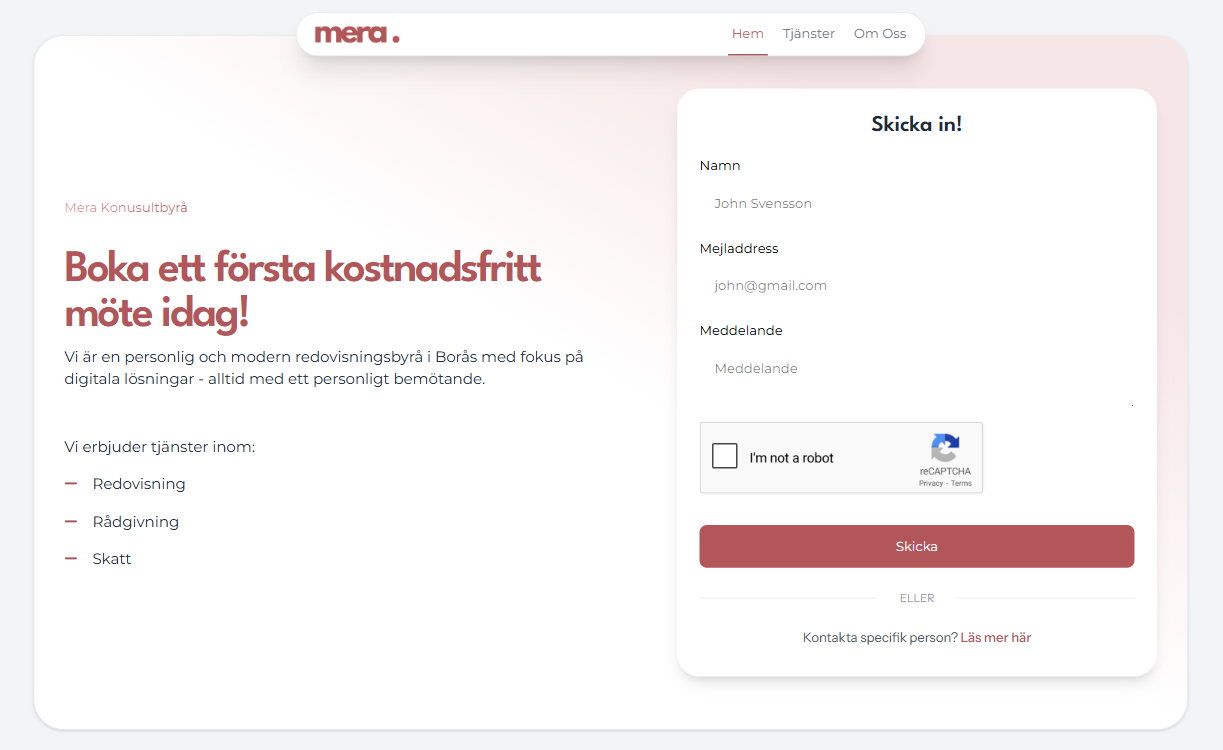 mera.
Hem Tjänster Om Oss
Mera Konusultbyrå
Boka ett första kostnadsfritt
möte idag!
Vi är en personlig och modern redovisningsbyrå i Borås med fokus på
digitala lösningar - alltid med ett personligt bemötande.
Vi erbjuder tjänster inom:
Redovisning
Rådgivning
Skatt
Skicka in!
Namn
John Svensson
Mejladdress
john@gmail.com
Meddelande
Meddelande
I'm not a robot
reCAPTCHA
Privacy - Terms
Skicka
ELLER
Kontakta specifik person? Läs mer här